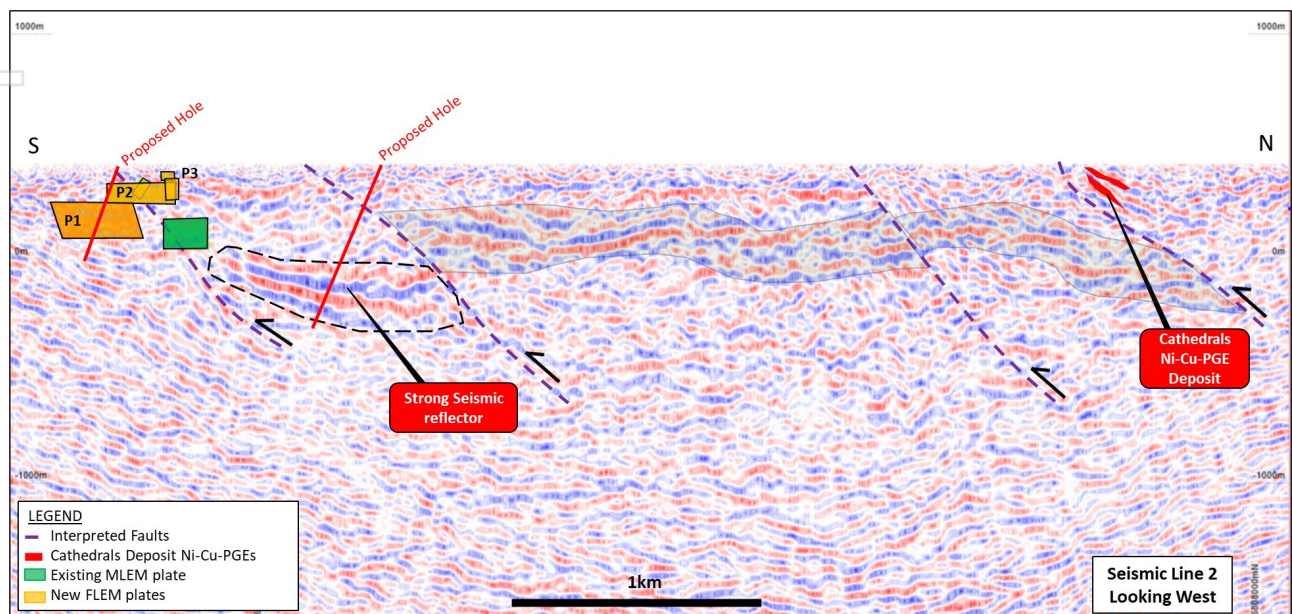 1000m
1000m
S
N
Proposed Hole
Proposed Hole
P3
P2
P1
0m
0m
Cathedrals
Ni-Cu-PGE
Deposit
Strong Seismic
reflector
-1000m
-1000m
LEGEND
Interpreted Faults
Cathedrals Deposit Ni-Cu-PGEs
Existing MLEM plate
New FLEM plates
1km
Seismic Line 2
Looking West